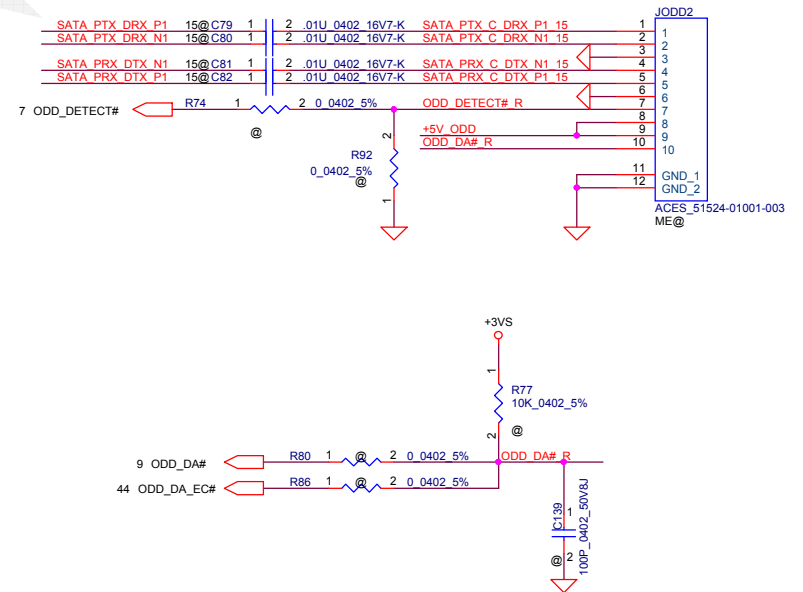 JODD2
SATA_PTX_DRX_P1 15@ C79 1 2 .01U_0402_16V7-K SATA_PTX_C_DRX_P1_15 1 1
SATA_PTX_DRX_N1 15@ C80 1 2 .01U_0402_16V7-K SATA_PTX_C_DRX_N1_15 2 2
3 3
SATA_PRX_DTX_N1 15@ C81 1 2 .01U_0402_16V7-K SATA_PRX_C_DTX_N1_15 4 4
SATA_PRX_DTX_P1 15@ C82 1 2 .01U_0402_16V7-K SATA_PRX_C_DTX_P1_15 5 5
6 6
7 ODD_DETECT# R74 1 2 0_0402_5% ODD_DETECT#_R 7 7
@
8 8
+5V_ODD 9 9
ODD_DA#_R 10 10
2
R92
0_0402_5%
@
1
11 GND_1
12 GND_2
ACES_51524-01001-003
ME@
+3VS
1
R77
10K_0402_5%
@
2
9 ODD_DA# R80 1 @ 2 0_0402_5% ODD_DA#_R
44 ODD_DA_EC# R86 1 @ 2 0_0402_5%
C139
1
100P_0402_50V8J
@
2